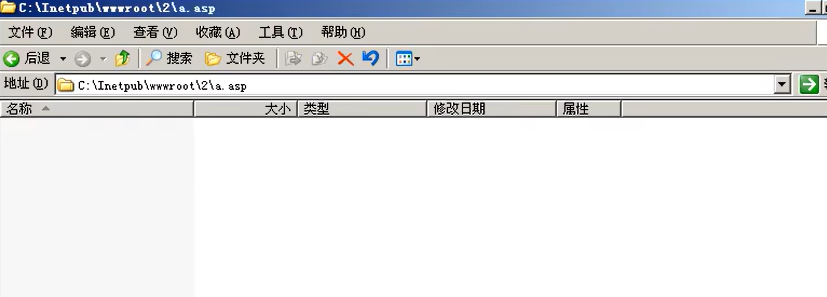 C:\Inetpub\wwwroot\2\a.asp
文件(F) 编辑(E) 查看(V) 收藏(A) 工具(T) 帮助(H)
后退 搜索 文件夹
地址(D) C:\Inetpub\wwwroot\2\a.asp
名称 大小 类型 修改日期 属性